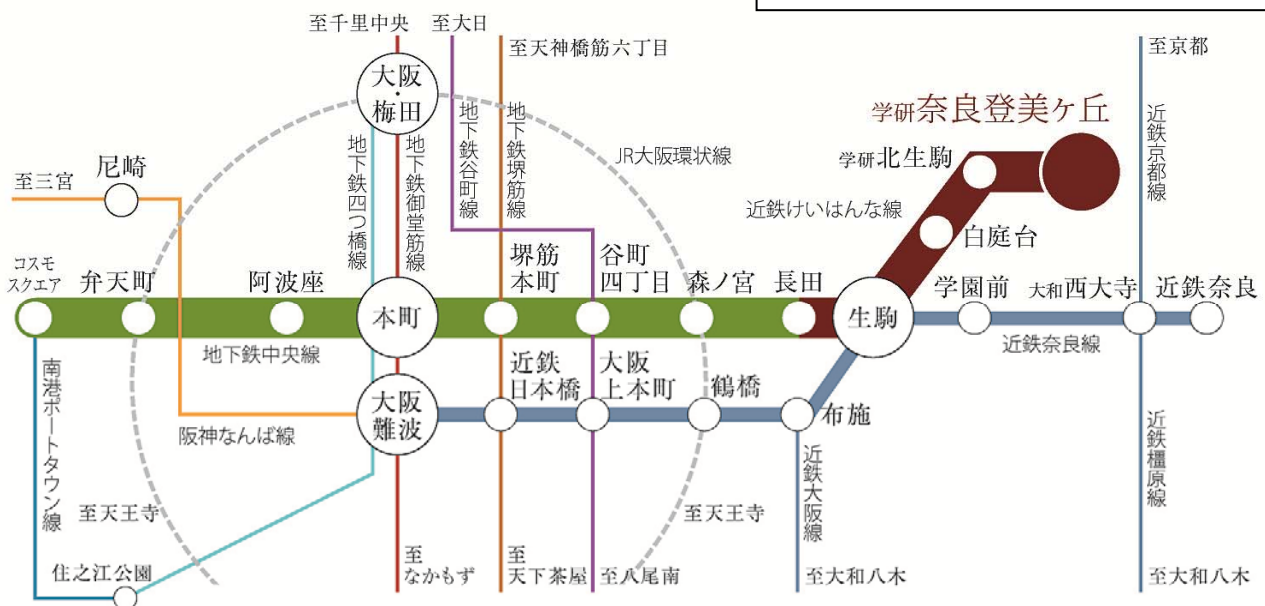 至千里中央
至大日
至天神橋筋六丁目
至京都
大阪
・
梅田
地下鉄四つ橋線
地下鉄御堂筋線
地下鉄谷町線
地下鉄堺筋線
JR大阪環状線
学研奈良登美ヶ丘
学研北生駒
近鉄けいはんな線
近鉄京都線
白庭台
尼崎
至三宮
コスモ
スクエア
弁天町
阿波座
本町
堺筋
本町
谷町
四丁目
森ノ宮
長田
生駒
学園前
大和西大寺
近鉄奈良
地下鉄中央線
近鉄奈良線
南港ポートタウン線
阪神なんば線
大阪
難波
近鉄
日本橋
大阪
上本町
鶴橋
布施
近鉄大阪線
近鉄橿原線
至天王寺
至天王寺
住之江公園
至
なかもず
至
天下茶屋
至八尾南
至大和八木
至大和八木